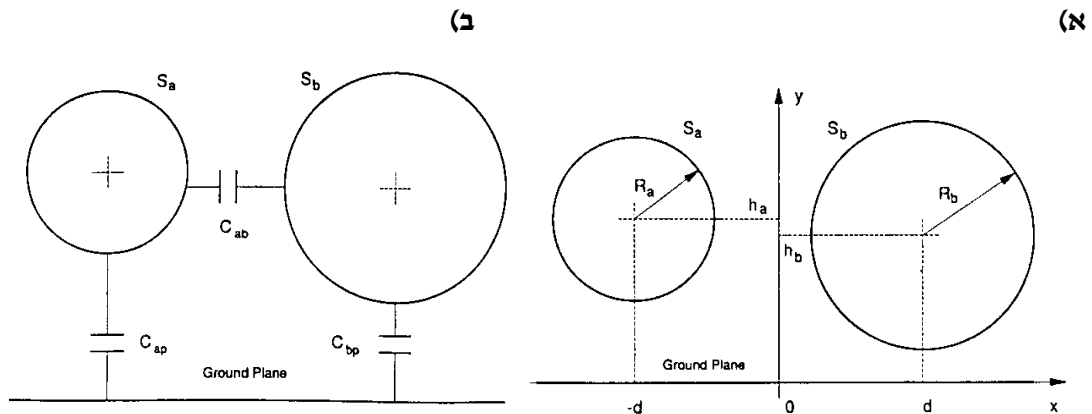 ב)
א)
S_a
S_b
C_ab
C_ap
C_bp
Ground Plane
y
S_a
S_b
R_a
R_b
h_a
h_b
Ground Plane
-d
0
d
x